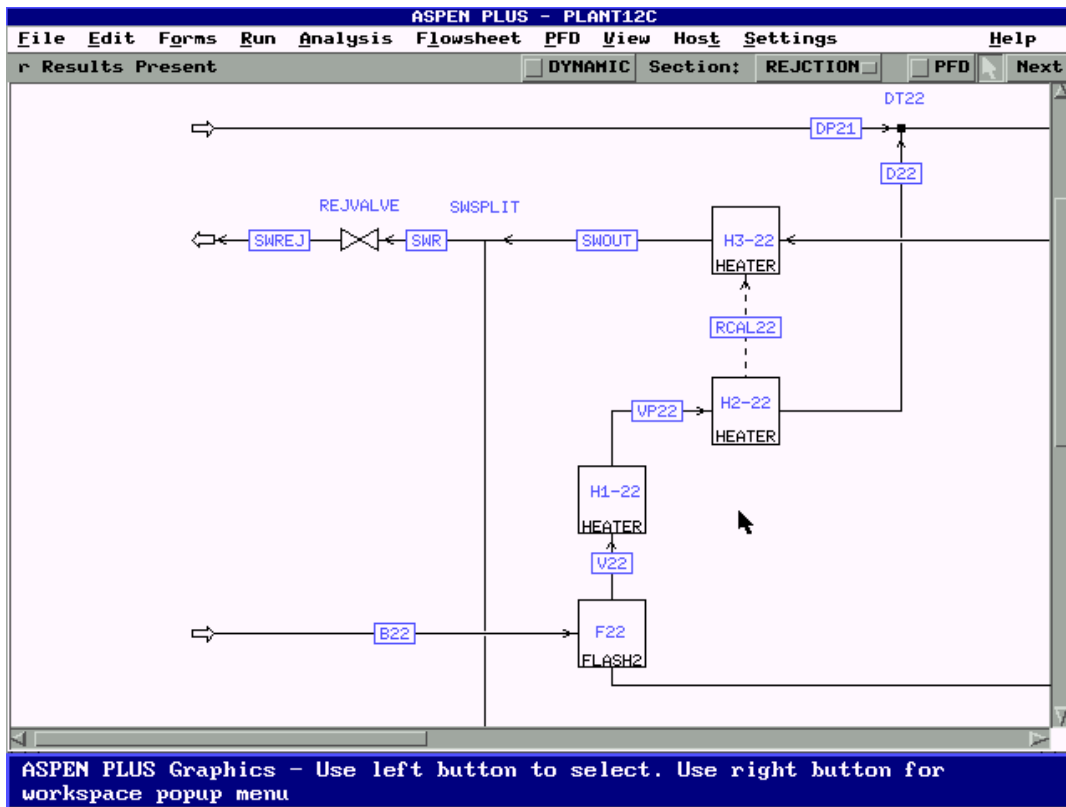 ASPEN PLUS - PLANT12C
File Edit Forms Run Analysis Flowsheet PFD View Host Settings Help
r Results Present DYNAMIC Section: REJCTION PFD Next
DT22
DP21
D22
REJVALVE SWSPLIT
SWREJ SWR SWOUT H3-22
HEATER
RCAL22
VP22 H2-22
HEATER
H1-22
HEATER
V22
B22 F22
FLASH2
ASPEN PLUS Graphics - Use left button to select. Use right button for
workspace popup menu